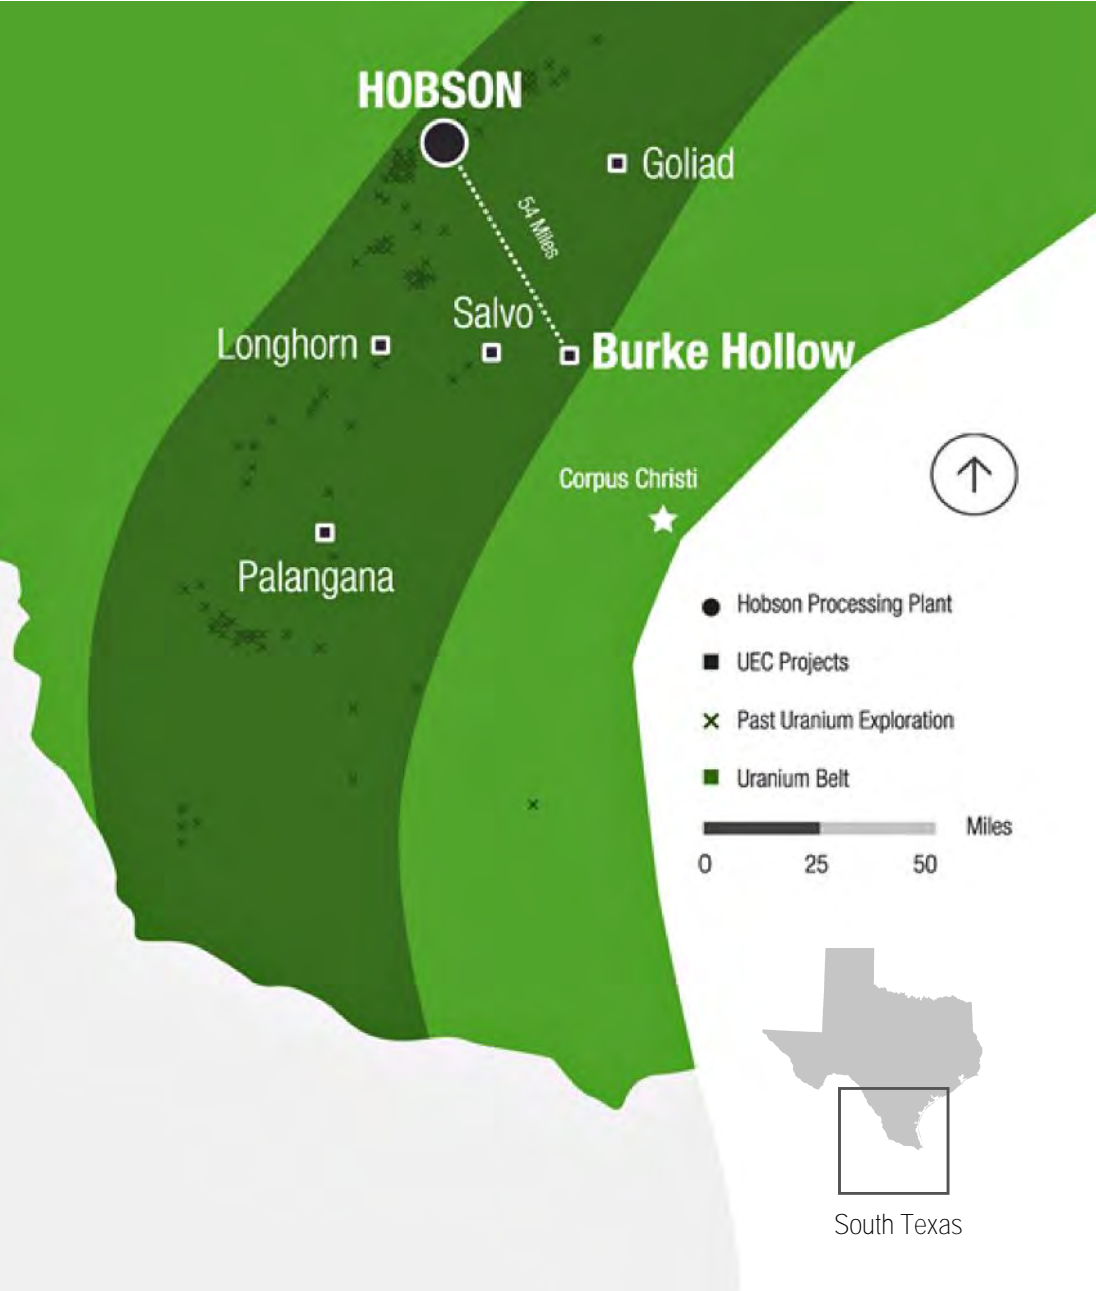 HOBSON
Goliad
54 Miles
Salvo
Longhorn
Burke Hollow
Corpus Christi
Palangana
Hobson Processing Plant
UEC Projects
Past Uranium Exploration
Uranium Belt
Miles
0 25 50
South Texas